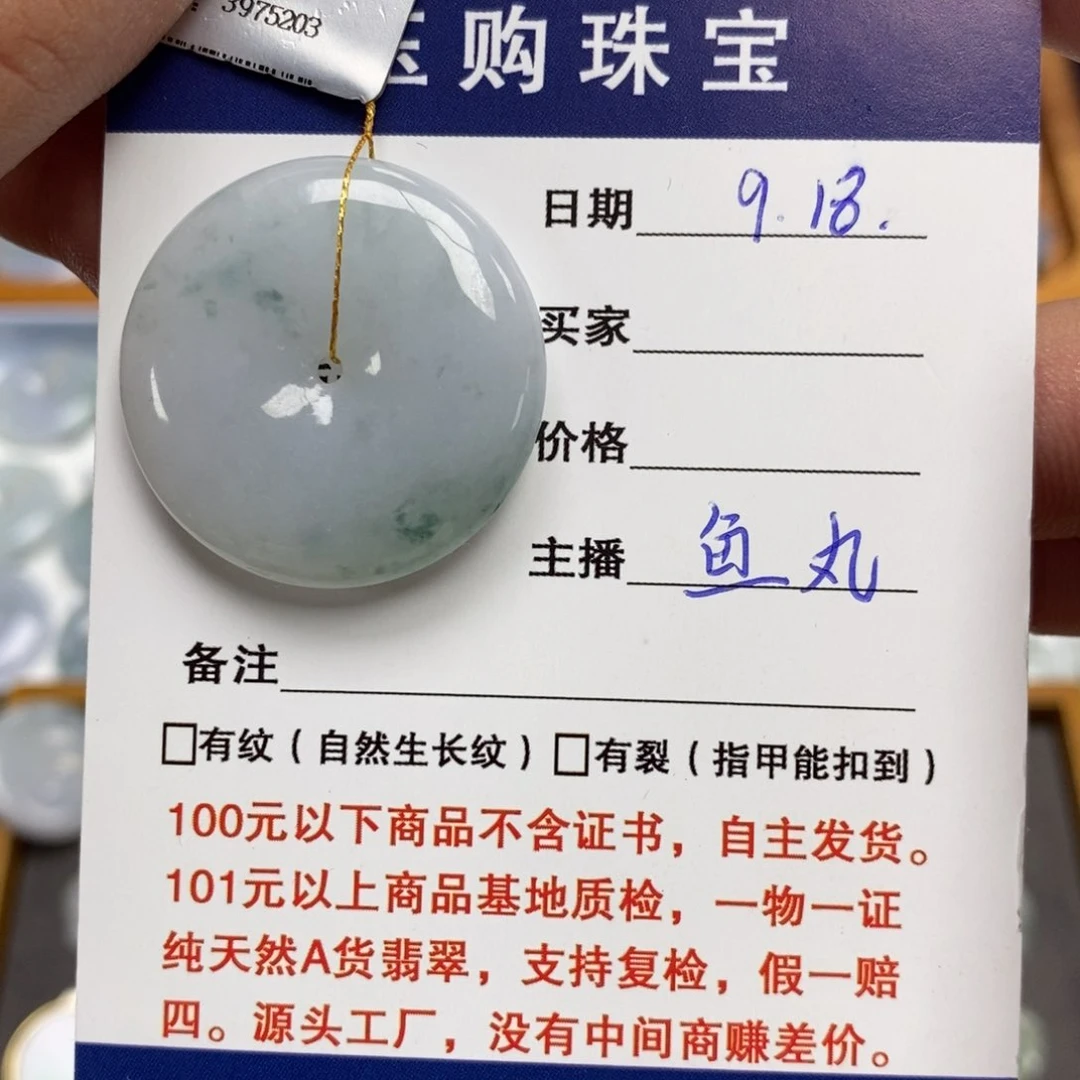 3975203
购珠宝
日期 9.18.
买家
价格
主播 鱼丸
备注
□有纹（自然生长纹）□有裂（指甲能扣到）
100元以下商品不含证书，自主发货。
101元以上商品基地质检，一物一证
纯天然A货翡翠，支持复检，假一赔
四。源头工厂，没有中间商赚差价。